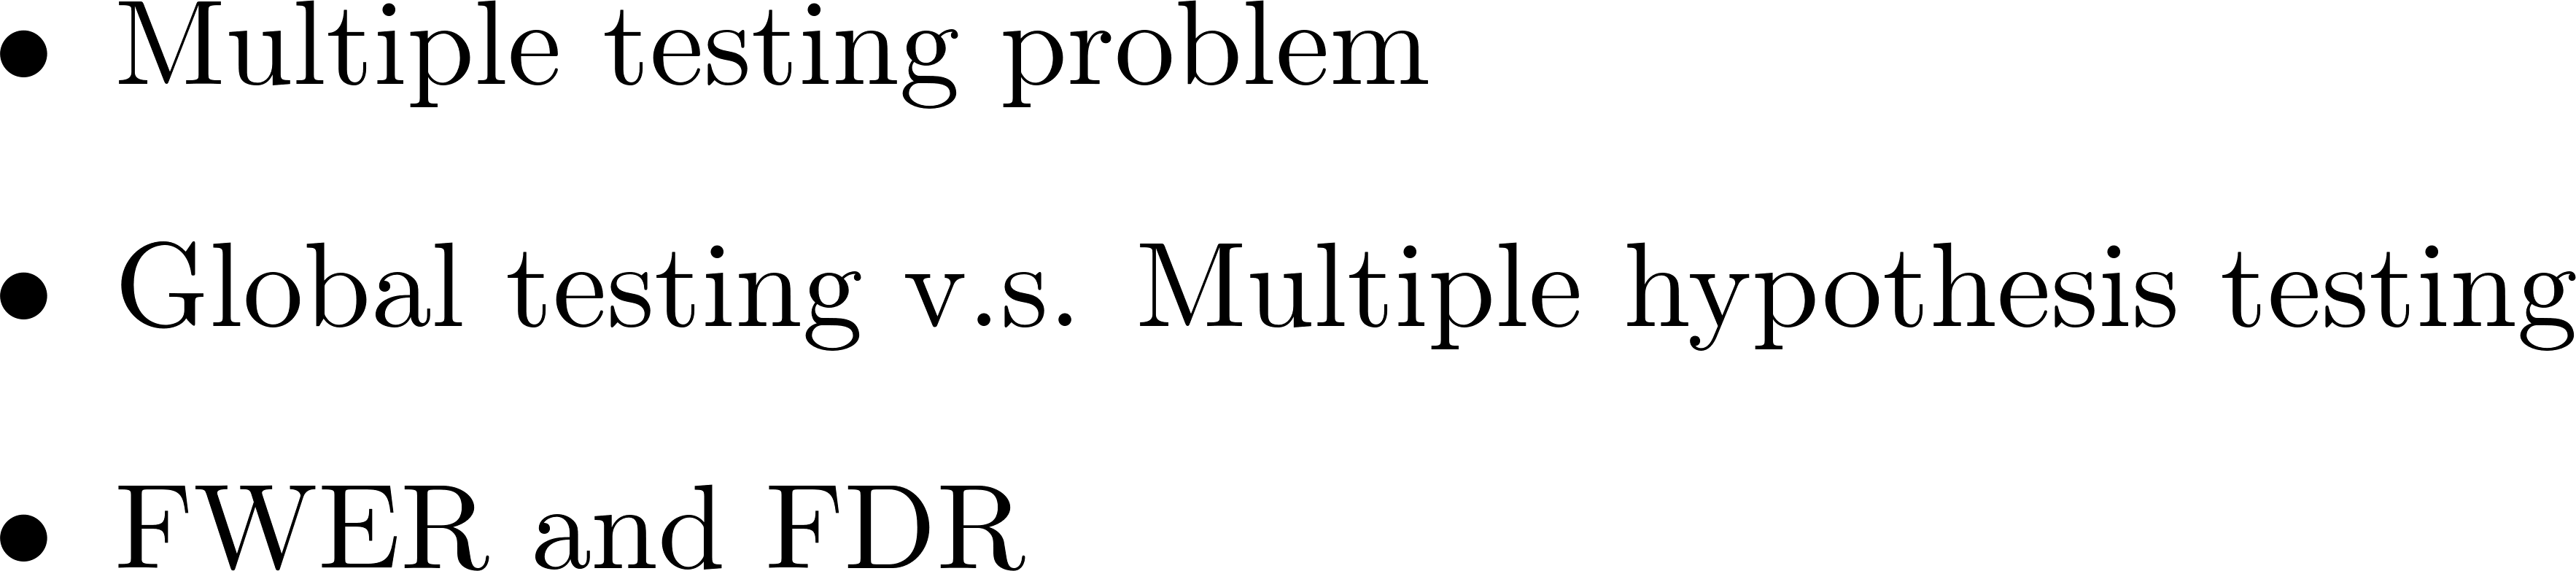 • Multiple testing problem
• Global testing v.s. Multiple hypothesis testing
• FWER and FDR